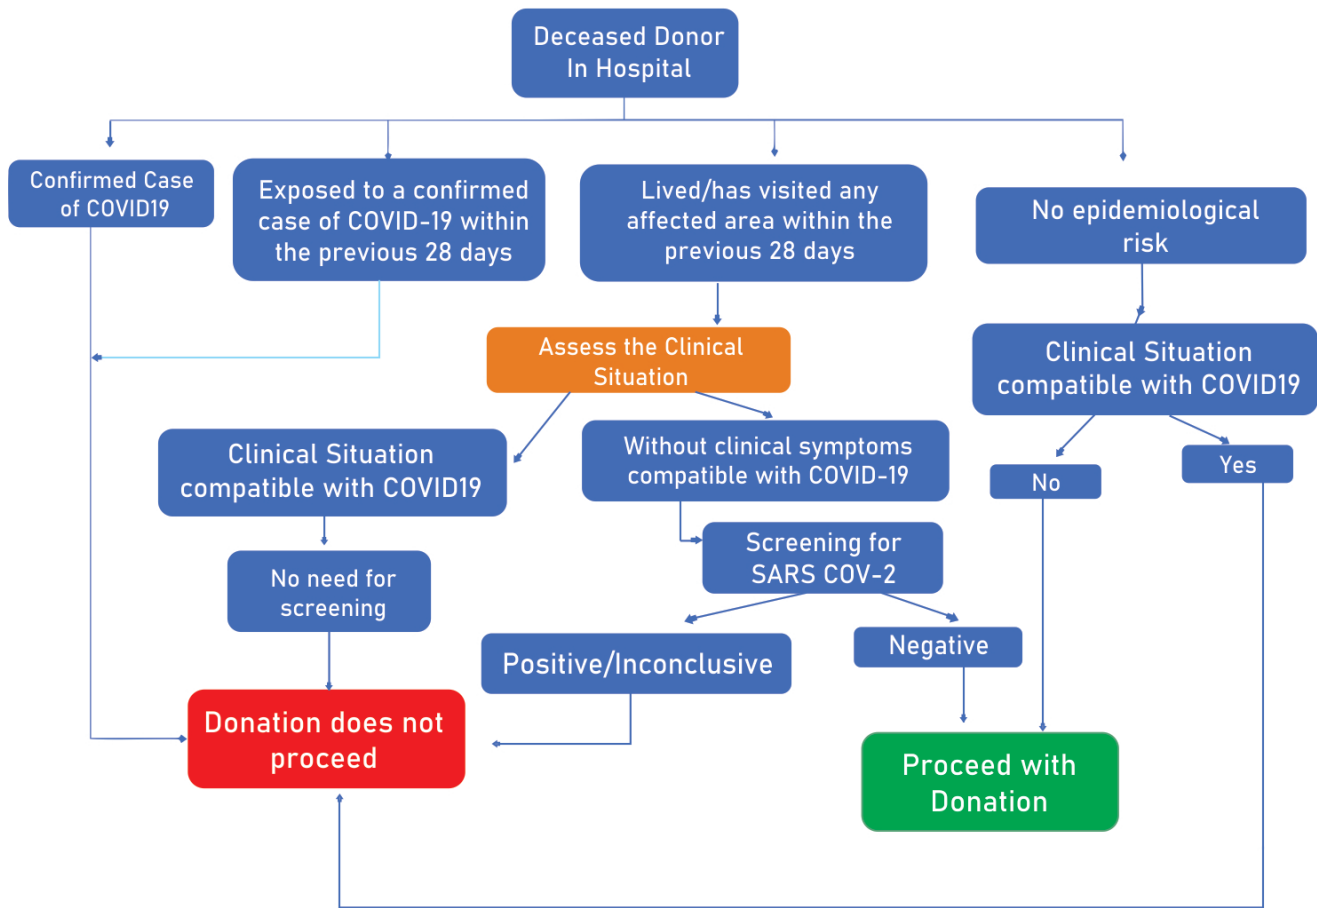 Deceased Donor
In Hospital
Confirmed Case
of COVID19
Exposed to a confirmed
case of COVID-19 within
the previous 28 days
Lived/has visited any
affected area within the
previous 28 days
No epidemiological
risk
Assess the Clinical
Situation
Clinical Situation
compatible with COVID19
Clinical Situation
compatible with COVID19
Without clinical symptoms
compatible with COVID-19
No
Yes
No need for
screening
Screening for
SARS COV-2
Positive/Inconclusive
Negative
Donation does not
proceed
Proceed with
Donation